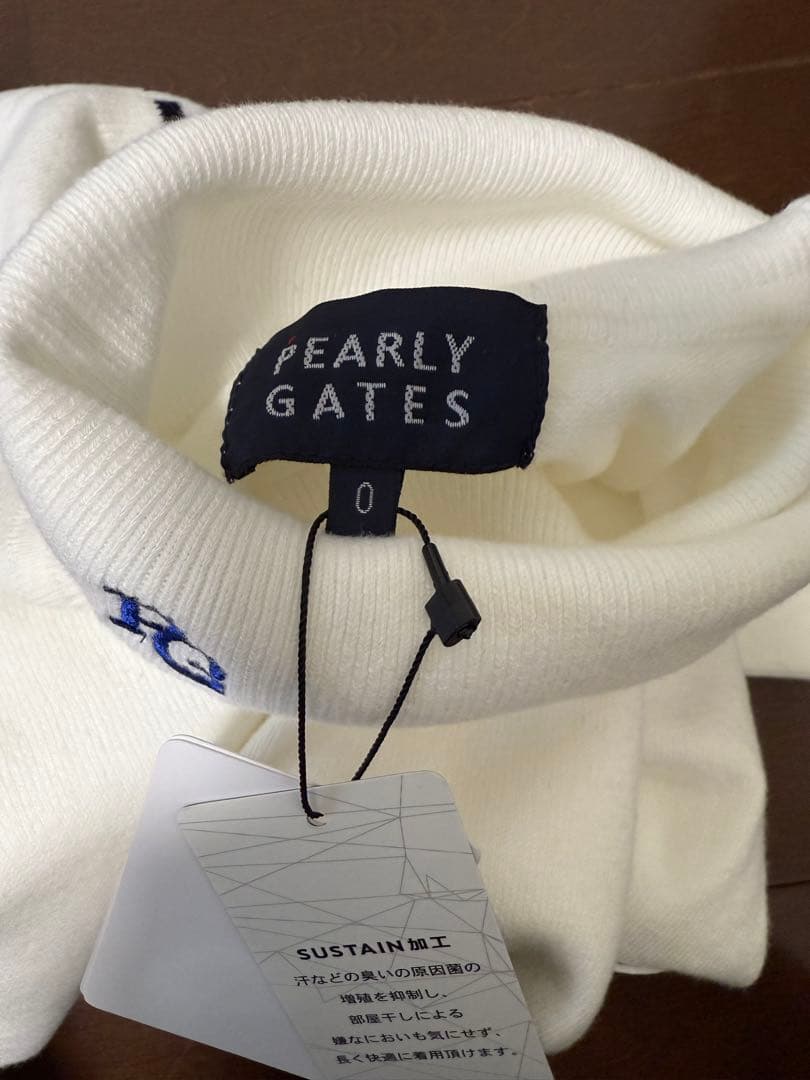 PEARLY
GATES
0
PG
SUSTAIN加工
汗などの臭いの原因菌の
増殖を抑制し、
部屋干しによる
嫌なにおいも気にせず、
長く快適に着用頂けます。